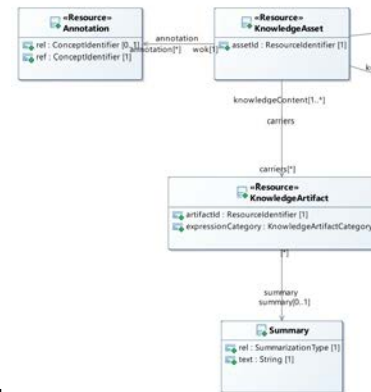 «Resource»
Annotation
rel : ConceptIdentifier [0..1]
ref : ConceptIdentifier [1]
annotation
annotation[*]
wok[1]
«Resource»
KnowledgeAsset
assetId : ResourceIdentifier [1]
knowledgeContent[1..*]
carriers
carriers[*]
«Resource»
KnowledgeArtifact
artifactId : ResourceIdentifier [1]
expressionCategory : KnowledgeArtifactCategory
[*]
summary
summary[0..1]
Summary
rel : SummarizationType [1]
text : String [1]